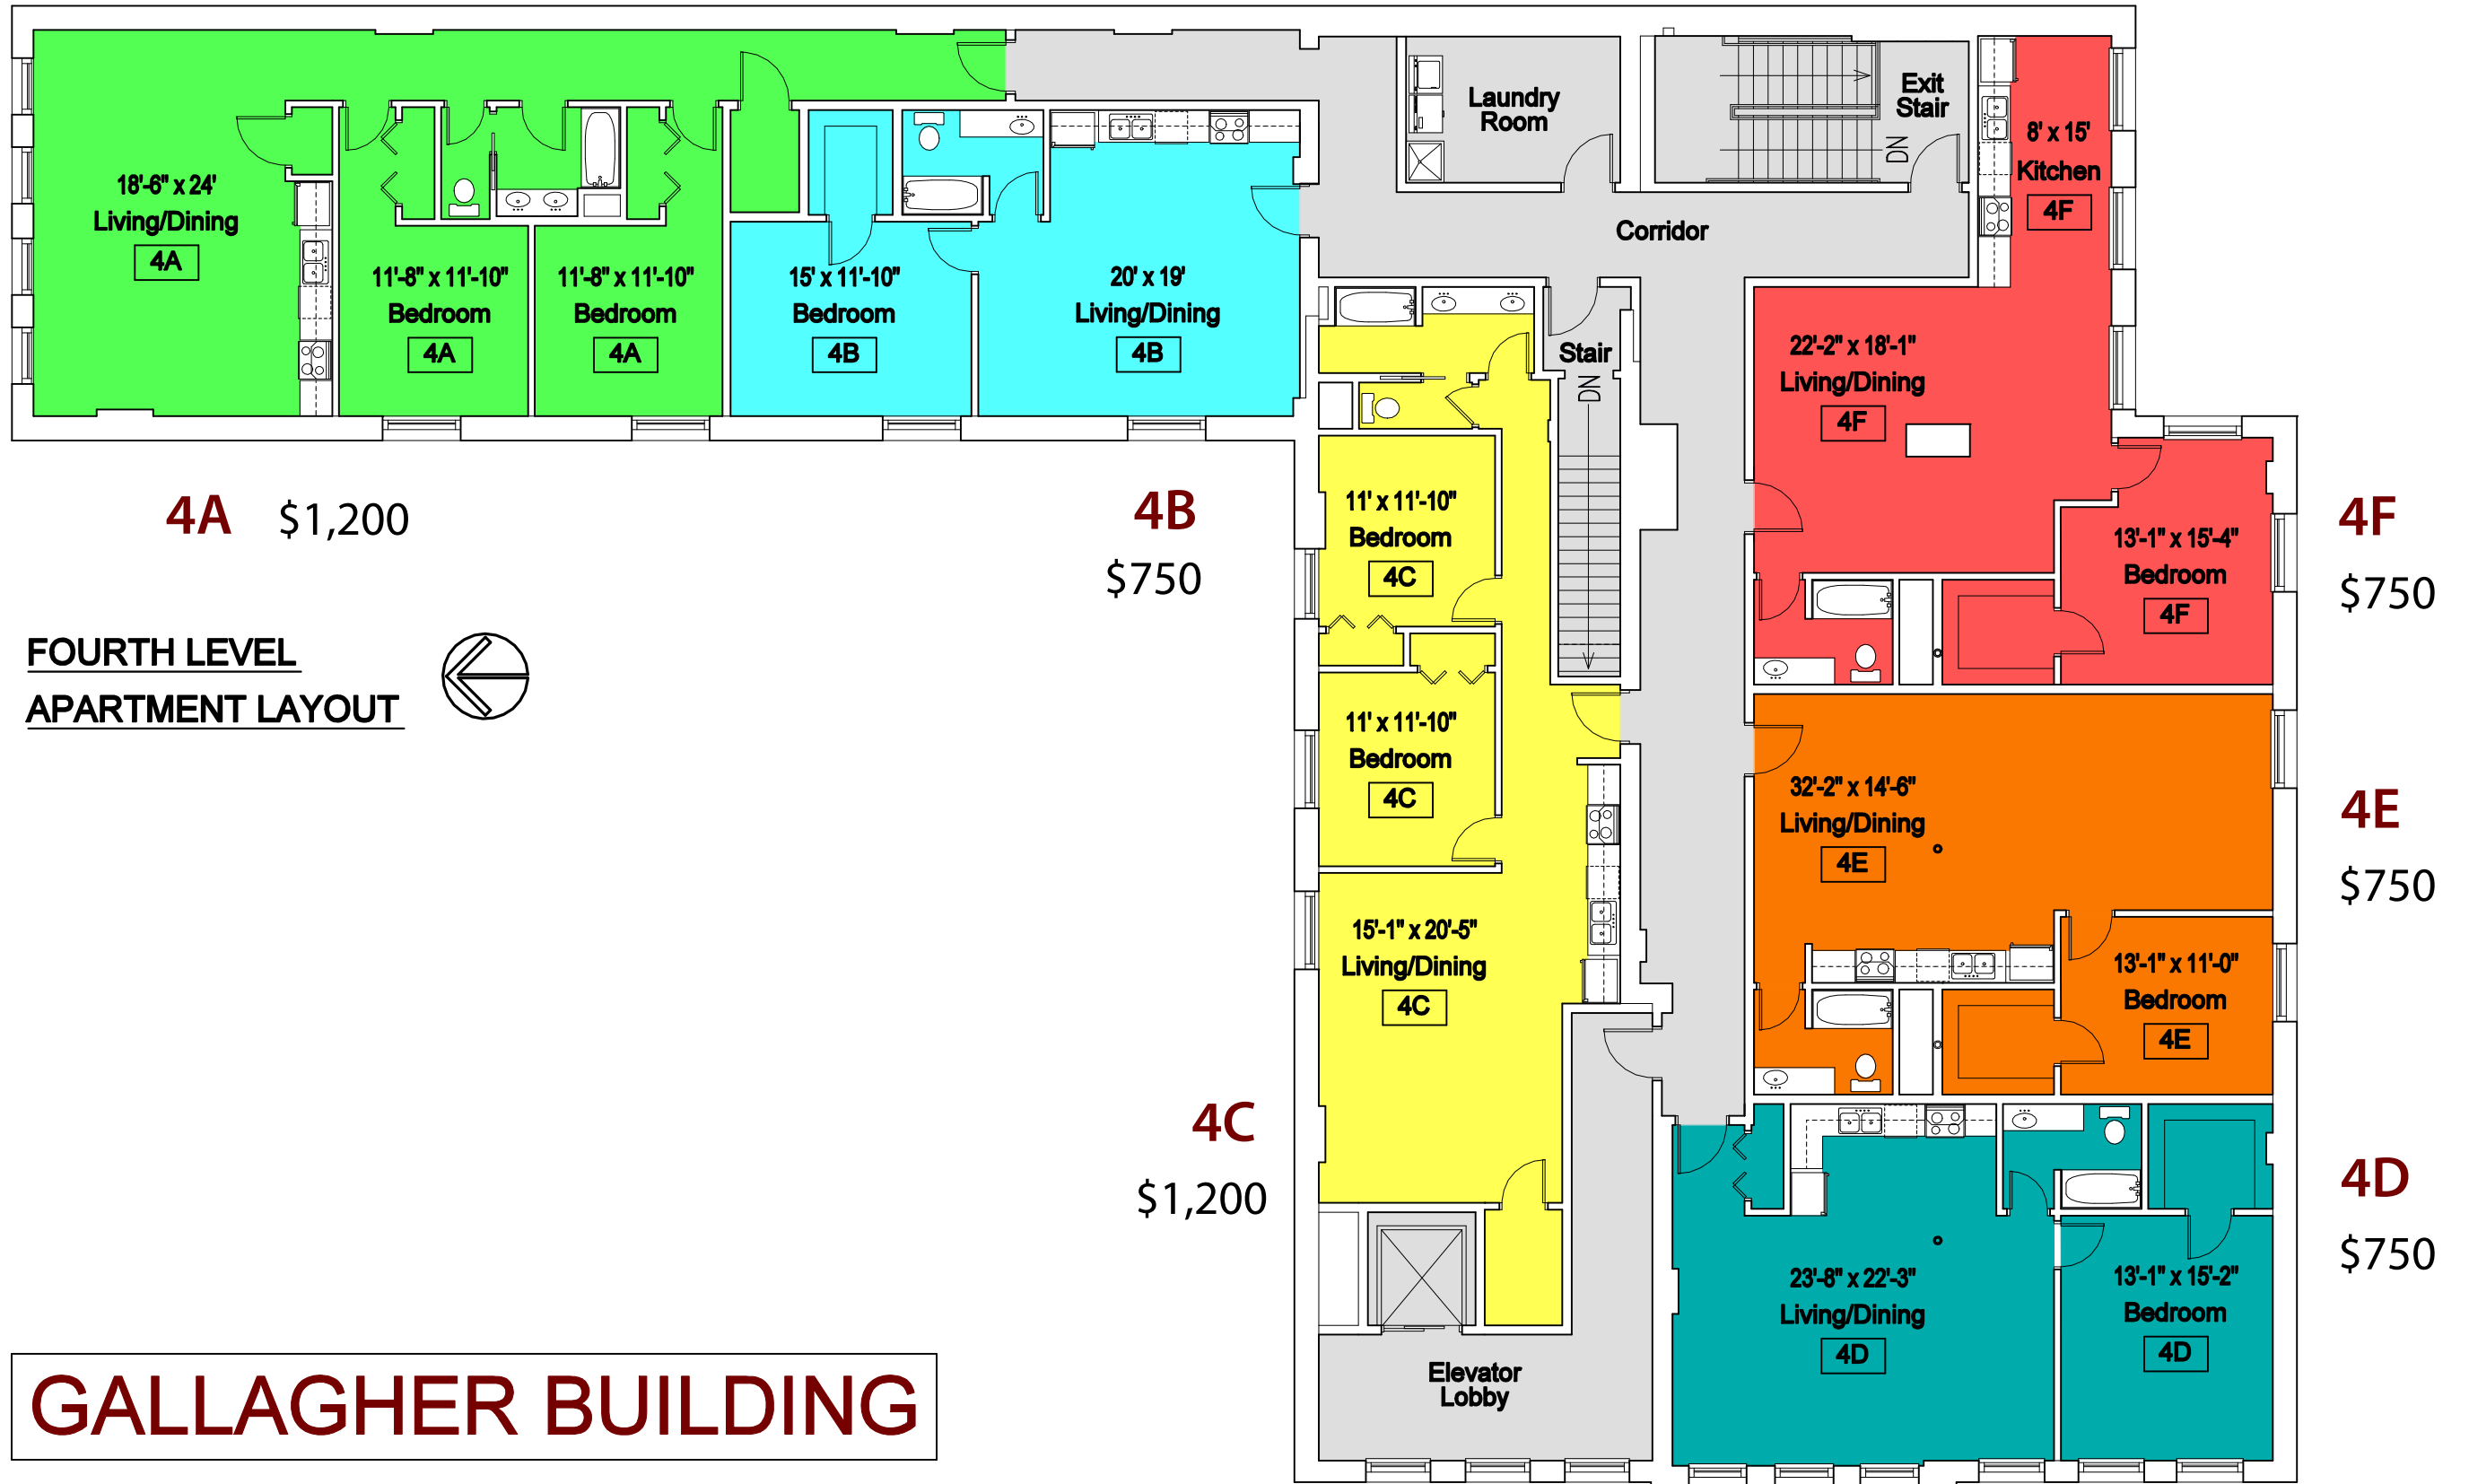 Laundry
Room
Exit
Stair
DN
8' x 15'
Kitchen
4F
18'-6" x 24'
Living/Dining
4A
11'-8" x 11'-10"
Bedroom
4A
11'-8" x 11'-10"
Bedroom
4A
15' x 11'-10"
Bedroom
4B
20' x 19'
Living/Dining
4B
Corridor
Stair
DN
22'-2" x 18'-1"
Living/Dining
4F
4A $1,200
4B
$750
11' x 11'-10"
Bedroom
4C
13'-1" x 15'-4"
Bedroom
4F
4F
$750
FOURTH LEVEL
APARTMENT LAYOUT
11' x 11'-10"
Bedroom
4C
32'-2" x 14'-6"
Living/Dining
4E
4E
$750
15'-1" x 20'-5"
Living/Dining
4C
13'-1" x 11'-0"
Bedroom
4E
4C
$1,200
4D
$750
23'-8" x 22'-3"
Living/Dining
4D
13'-1" x 15'-2"
Bedroom
4D
Elevator
Lobby
GALLAGHER BUILDING